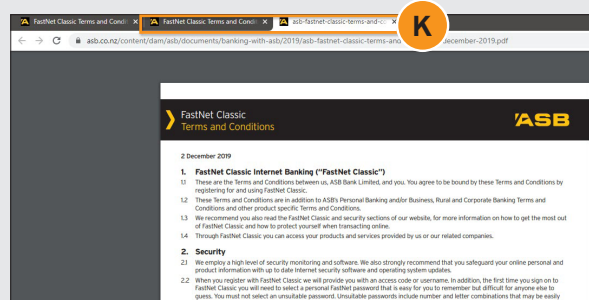 FastNet Classic Terms and Condit × FastNet Classic Terms and Condit × asb-fastnet-classic-terms-and-co × K
asb.co.nz/content/dam/asb/documents/banking-with-asb/2019/asb-fastnet-classic-terms-and ecember-2019.pdf
FastNet Classic
Terms and Conditions
ASB
2 December 2019
1. FastNet Classic Internet Banking ("FastNet Classic")
1.1 These are the Terms and Conditions between us, ASB Bank Limited, and you. You agree to be bound by these Terms and Conditions by
registering for and using FastNet Classic.
1.2 These Terms and Conditions are in addition to ASB's Personal Banking and/or Business, Rural and Corporate Banking Terms and
Conditions and other product specific Terms and Conditions.
1.3 We recommend you also read the FastNet Classic and security sections of our website, for more information on how to get the most out
of FastNet Classic and how to protect yourself when transacting online.
1.4 Through FastNet Classic you can access your products and services provided by us or our related companies.
2. Security
2.1 We employ a high level of security monitoring and software. We also strongly recommend that you safeguard your online personal and
product information with up to date Internet security software and operating system updates.
2.2 When you register with FastNet Classic we will provide you with an access code or username. In addition, the first time you sign on to
FastNet Classic you will need to select a personal FastNet password that is easy for you to remember but difficult for anyone else to
guess. You must not select an unsuitable password. Unsuitable passwords include number and letter combinations that may be easily